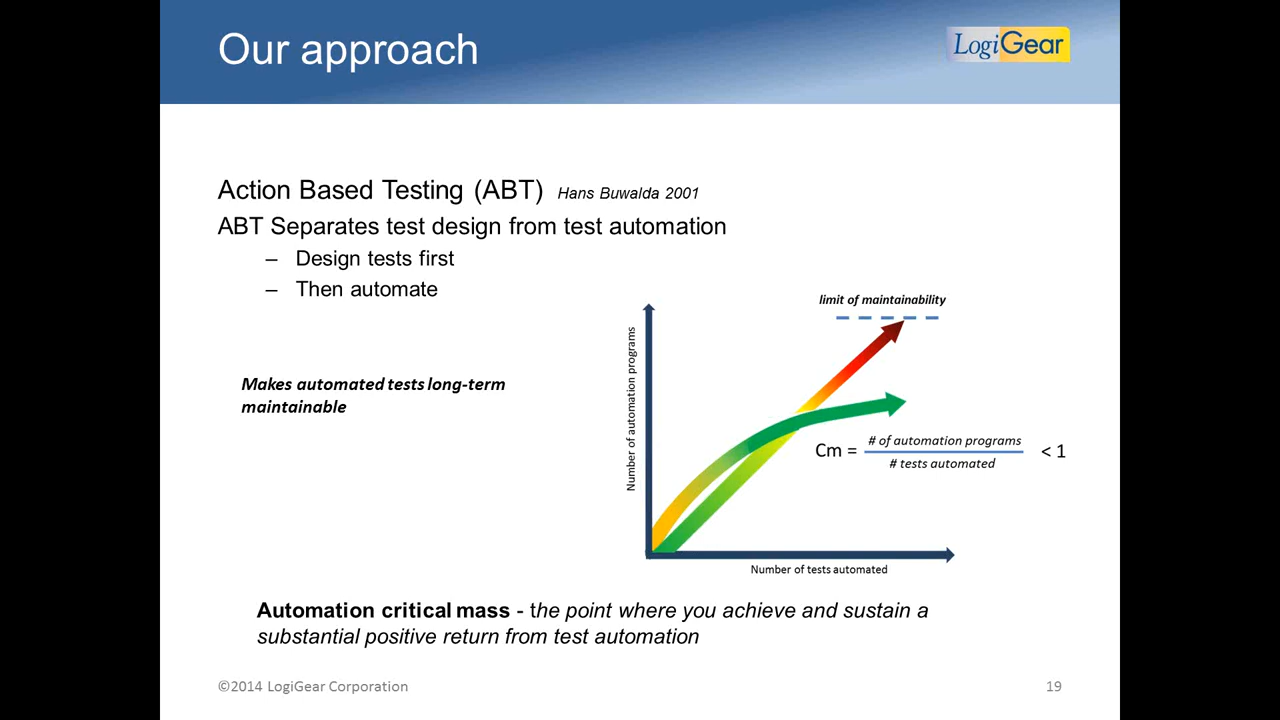 Our approach
LogiGear
Action Based Testing (ABT) Hans Buwalda 2001
ABT Separates test design from test automation
– Design tests first
– Then automate
Makes automated tests long-term
maintainable
limit of maintainability
Number of automation programs
Cm = # of automation programs < 1
# tests automated
Number of tests automated
Automation critical mass - the point where you achieve and sustain a
substantial positive return from test automation
©2014 LogiGear Corporation
19